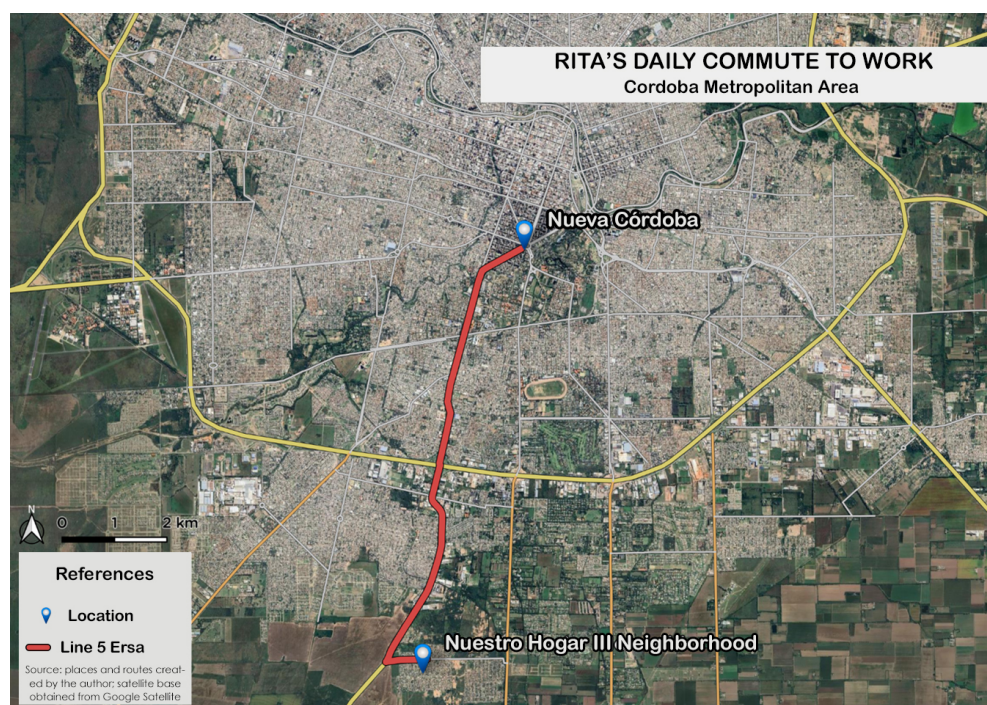 RITA'S DAILY COMMUTE TO WORK
Cordoba Metropolitan Area
Nueva Córdoba
N
0 1 2 km
References
Location
Line 5 Ersa
Source: places and routes creat-
ed by the author; satellite base
obtained from Google Satellite
Nuestro Hogar III Neighborhood